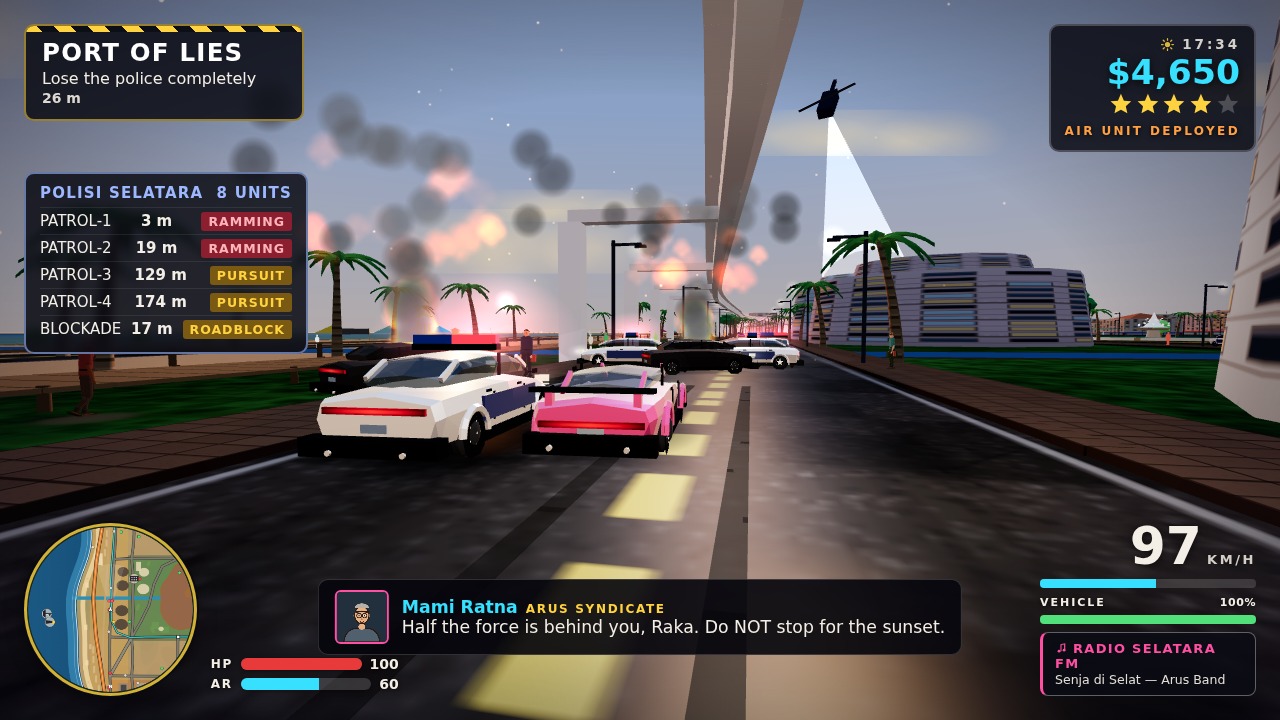 PORT OF LIES
Lose the police completely
26 m
17:34
$4,650
AIR UNIT DEPLOYED
POLISI SELATARA 8 UNITS
PATROL-1 3 m RAMMING
PATROL-2 19 m RAMMING
PATROL-3 129 m PURSUIT
PATROL-4 174 m PURSUIT
BLOCKADE 17 m ROADBLOCK
97 KM/H
VEHICLE 100%
Mami Ratna ARUS SYNDICATE
Half the force is behind you, Raka. Do NOT stop for the sunset.
HP 100
AR 60
RADIO SELATARA
FM
Senja di Selat — Arus Band